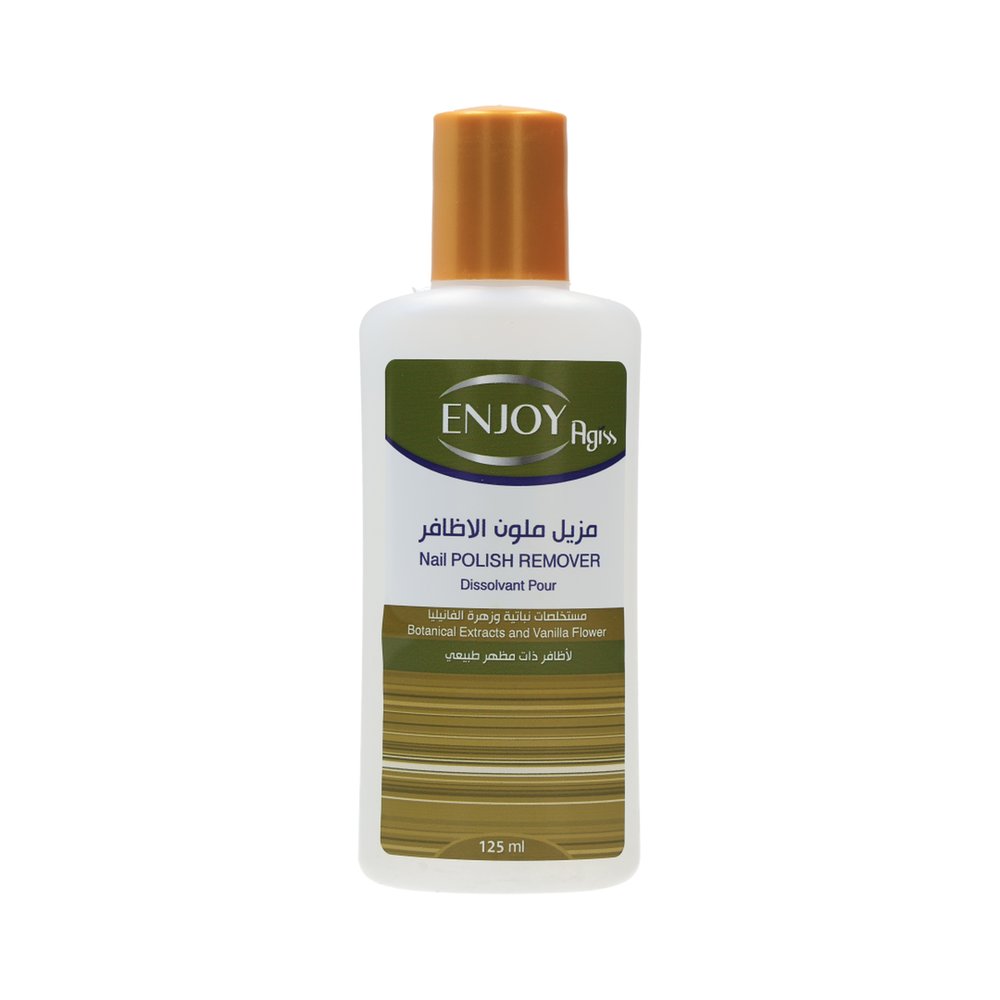 ENJOY
Agiss
مزيل ملون الاظافر
Nail POLISH REMOVER
Dissolvant Pour
مستخلصات نباتية وزهرة الفانيليا
Botanical Extracts and Vanilla Flower
لأظافر ذات مظهر طبيعي
125 ml